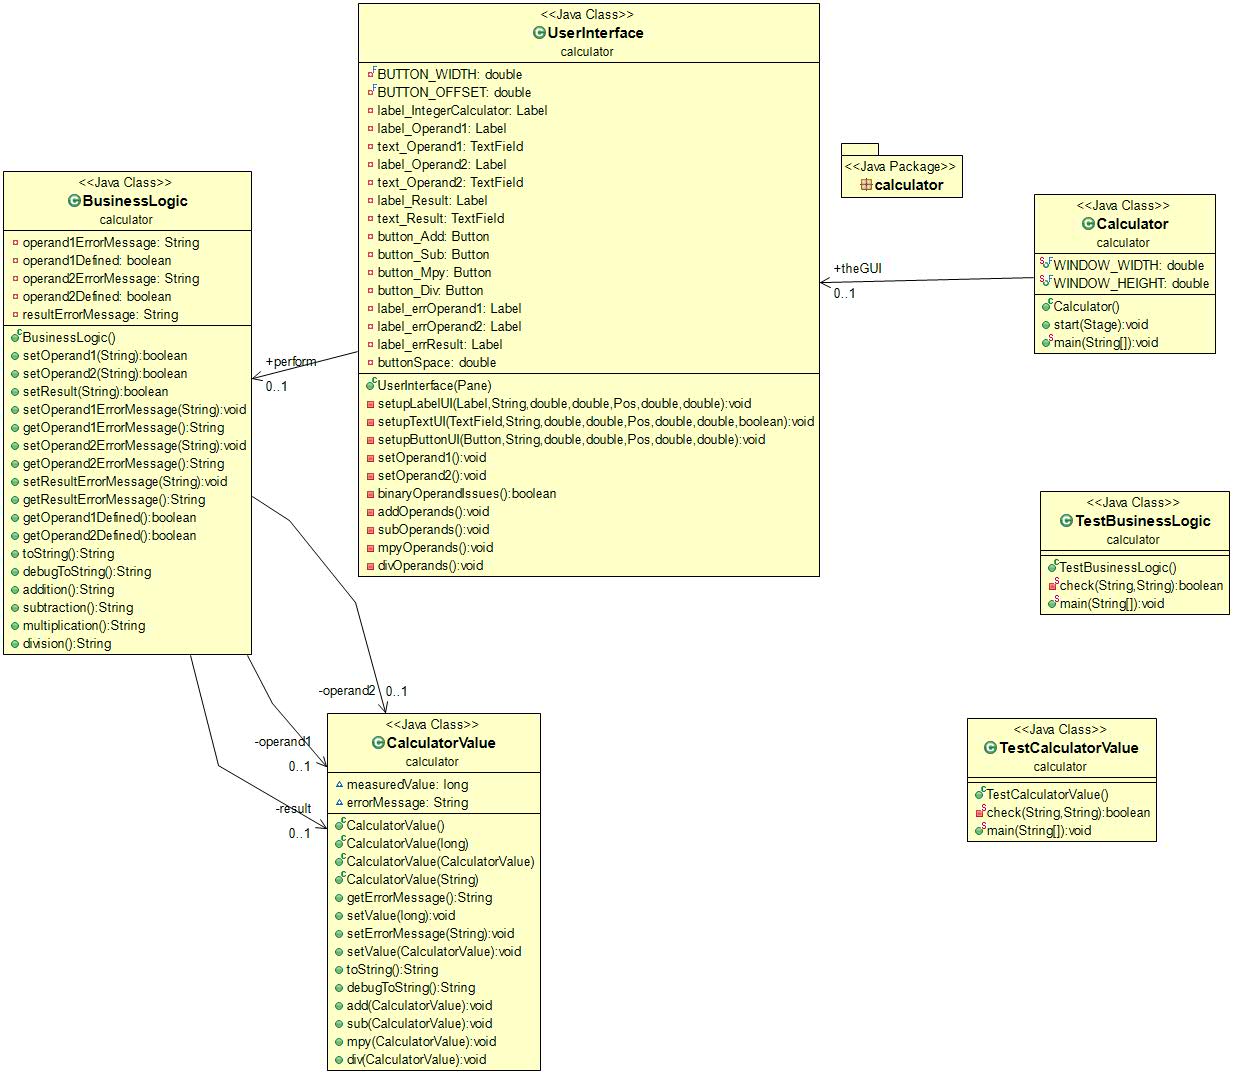 <<Java Class>>
UserInterface
calculator
BUTTON_WIDTH: double
BUTTON_OFFSET: double
label_IntegerCalculator: Label
label_Operand1: Label
text_Operand1: TextField
label_Operand2: Label
text_Operand2: TextField
label_Result: Label
text_Result: TextField
button_Add: Button
button_Sub: Button
button_Mpy: Button
button_Div: Button
label_errOperand1: Label
label_errOperand2: Label
label_errResult: Label
buttonSpace: double
UserInterface(Pane)
setupLabelUI(Label,String,double,double,Pos,double,double):void
setupTextUI(TextField,String,double,double,Pos,double,double,boolean):void
setupButtonUI(Button,String,double,double,Pos,double,double):void
setOperand1():void
setOperand2():void
binaryOperandIssues():boolean
addOperands():void
subOperands():void
mpyOperands():void
divOperands():void
<<Java Package>>
calculator
<<Java Class>>
Calculator
calculator
WINDOW_WIDTH: double
WINDOW_HEIGHT: double
Calculator()
start(Stage):void
main(String[]):void
+theGUI
0..1
<<Java Class>>
BusinessLogic
calculator
operand1ErrorMessage: String
operand1Defined: boolean
operand2ErrorMessage: String
operand2Defined: boolean
resultErrorMessage: String
BusinessLogic()
setOperand1(String):boolean
setOperand2(String):boolean
setResult(String):boolean
setOperand1ErrorMessage(String):void
getOperand1ErrorMessage():String
setOperand2ErrorMessage(String):void
getOperand2ErrorMessage():String
setResultErrorMessage(String):void
getResultErrorMessage():String
getOperand1Defined():boolean
getOperand2Defined():boolean
toString():String
debugToString():String
addition():String
subtraction():String
multiplication():String
division():String
+perform
0..1
<<Java Class>>
TestBusinessLogic
calculator
TestBusinessLogic()
check(String,String):boolean
main(String[]):void
-operand2
0..1
-operand1
0..1
-result
0..1
<<Java Class>>
CalculatorValue
calculator
measuredValue: long
errorMessage: String
CalculatorValue()
CalculatorValue(long)
CalculatorValue(CalculatorValue)
CalculatorValue(String)
getErrorMessage():String
setValue(long):void
setErrorMessage(String):void
setValue(CalculatorValue):void
toString():String
debugToString():String
add(CalculatorValue):void
sub(CalculatorValue):void
mpy(CalculatorValue):void
div(CalculatorValue):void
<<Java Class>>
TestCalculatorValue
calculator
TestCalculatorValue()
check(String,String):boolean
main(String[]):void